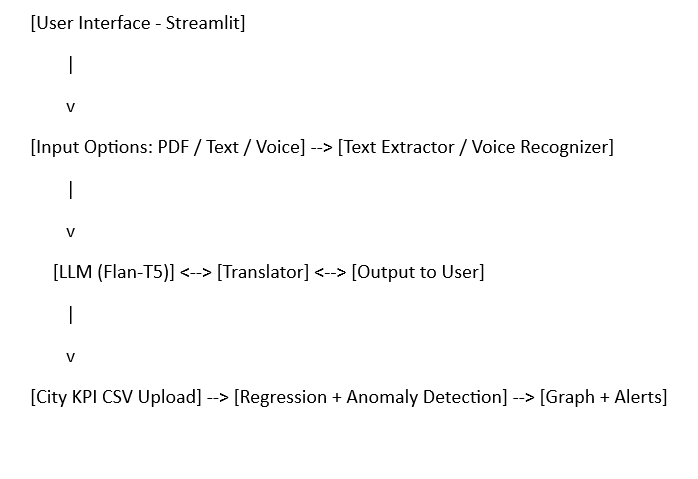 [User Interface - Streamlit]
|
v
[Input Options: PDF / Text / Voice] --> [Text Extractor / Voice Recognizer]
|
v
[LLM (Flan-T5)] <--> [Translator] <--> [Output to User]
|
v
[City KPI CSV Upload] --> [Regression + Anomaly Detection] --> [Graph + Alerts]